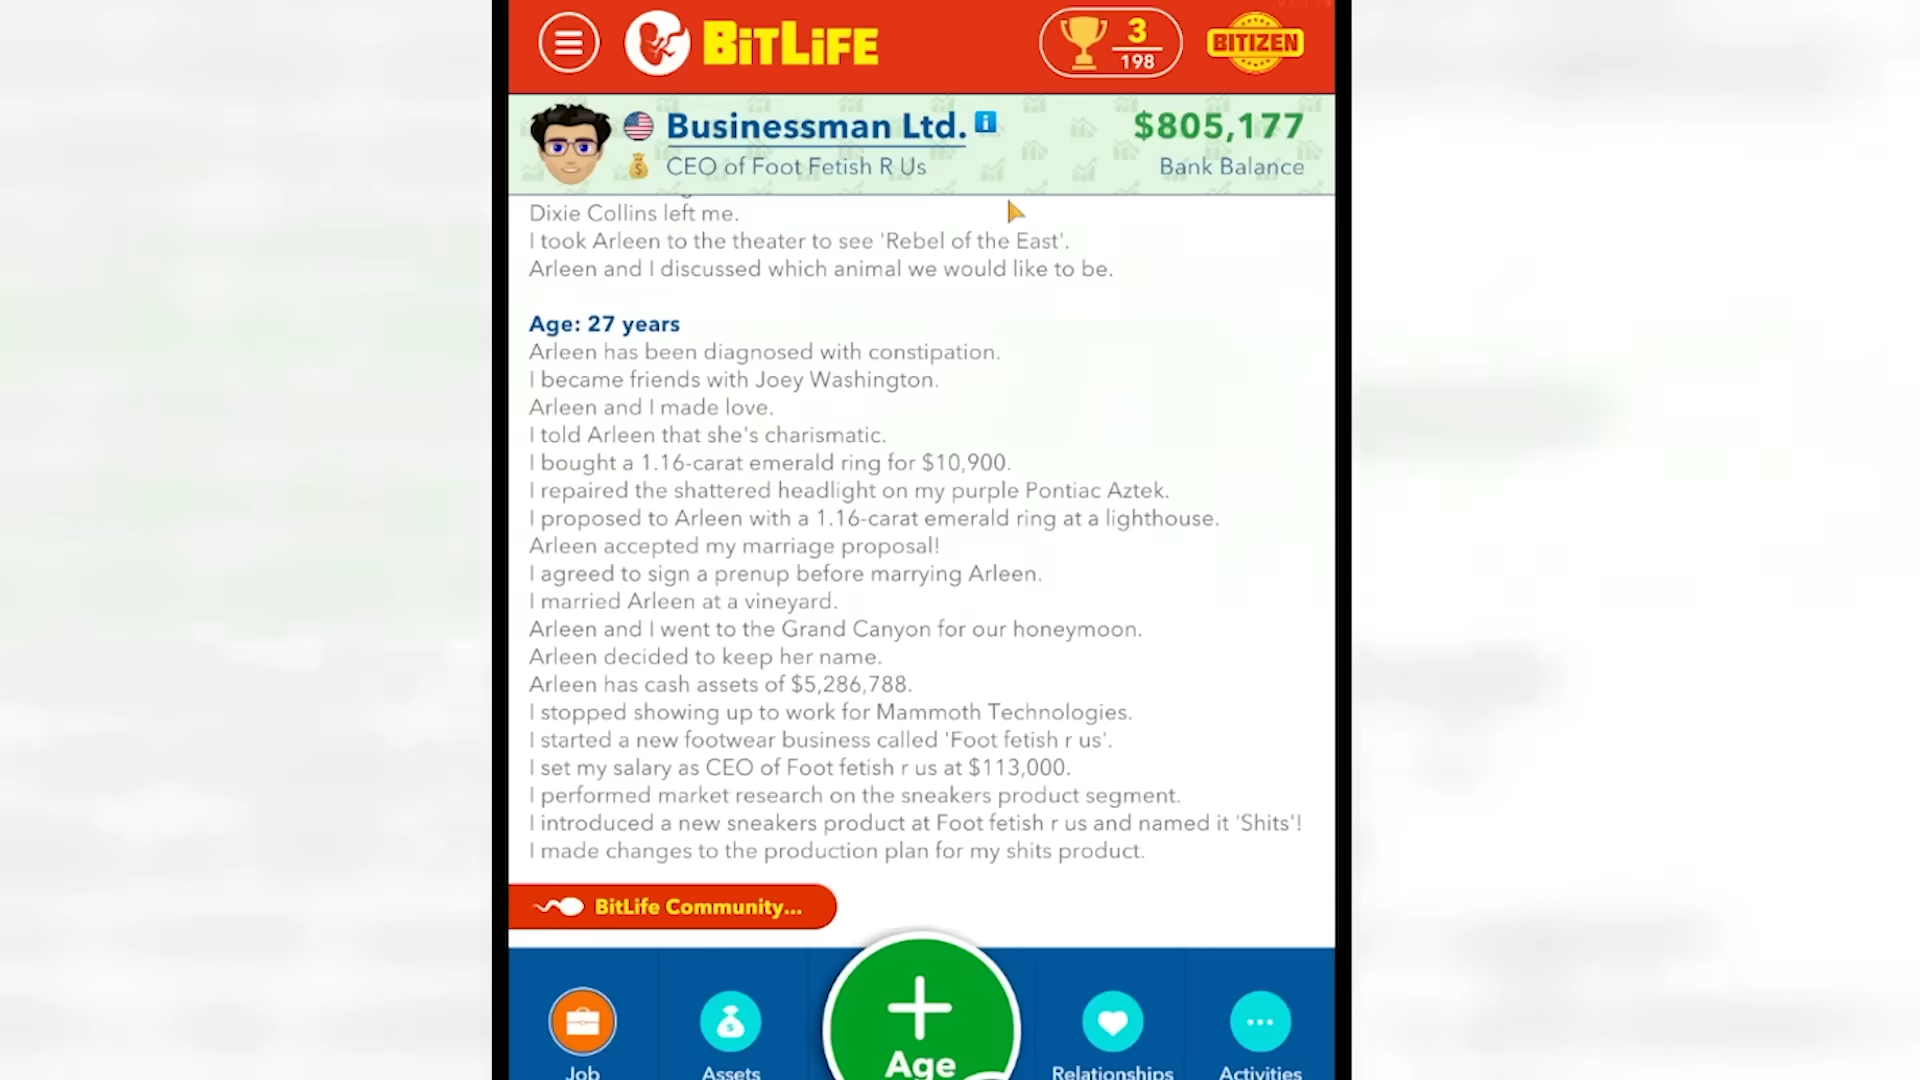 BITLIFE
3
198
BITIZEN
Businessman Ltd.
$805,177
CEO of Foot Fetish R Us
Bank Balance
Dixie Collins left me.
I took Arleen to the theater to see 'Rebel of the East'.
Arleen and I discussed which animal we would like to be.
Age: 27 years
Arleen has been diagnosed with constipation.
I became friends with Joey Washington.
Arleen and I made love.
I told Arleen that she's charismatic.
I bought a 1.16-carat emerald ring for $10,900.
I repaired the shattered headlight on my purple Pontiac Aztek.
I proposed to Arleen with a 1.16-carat emerald ring at a lighthouse.
Arleen accepted my marriage proposal!
I agreed to sign a prenup before marrying Arleen.
I married Arleen at a vineyard.
Arleen and I went to the Grand Canyon for our honeymoon.
Arleen decided to keep her name.
Arleen has cash assets of $5,286,788.
I stopped showing up to work for Mammoth Technologies.
I started a new footwear business called 'Foot fetish r us'.
I set my salary as CEO of Foot fetish r us at $113,000.
I performed market research on the sneakers product segment.
I introduced a new sneakers product at Foot fetish r us and named it 'Shits'!
I made changes to the production plan for my shits product.
BitLife Community...
Job
Assets
Age
Relationships
Activities